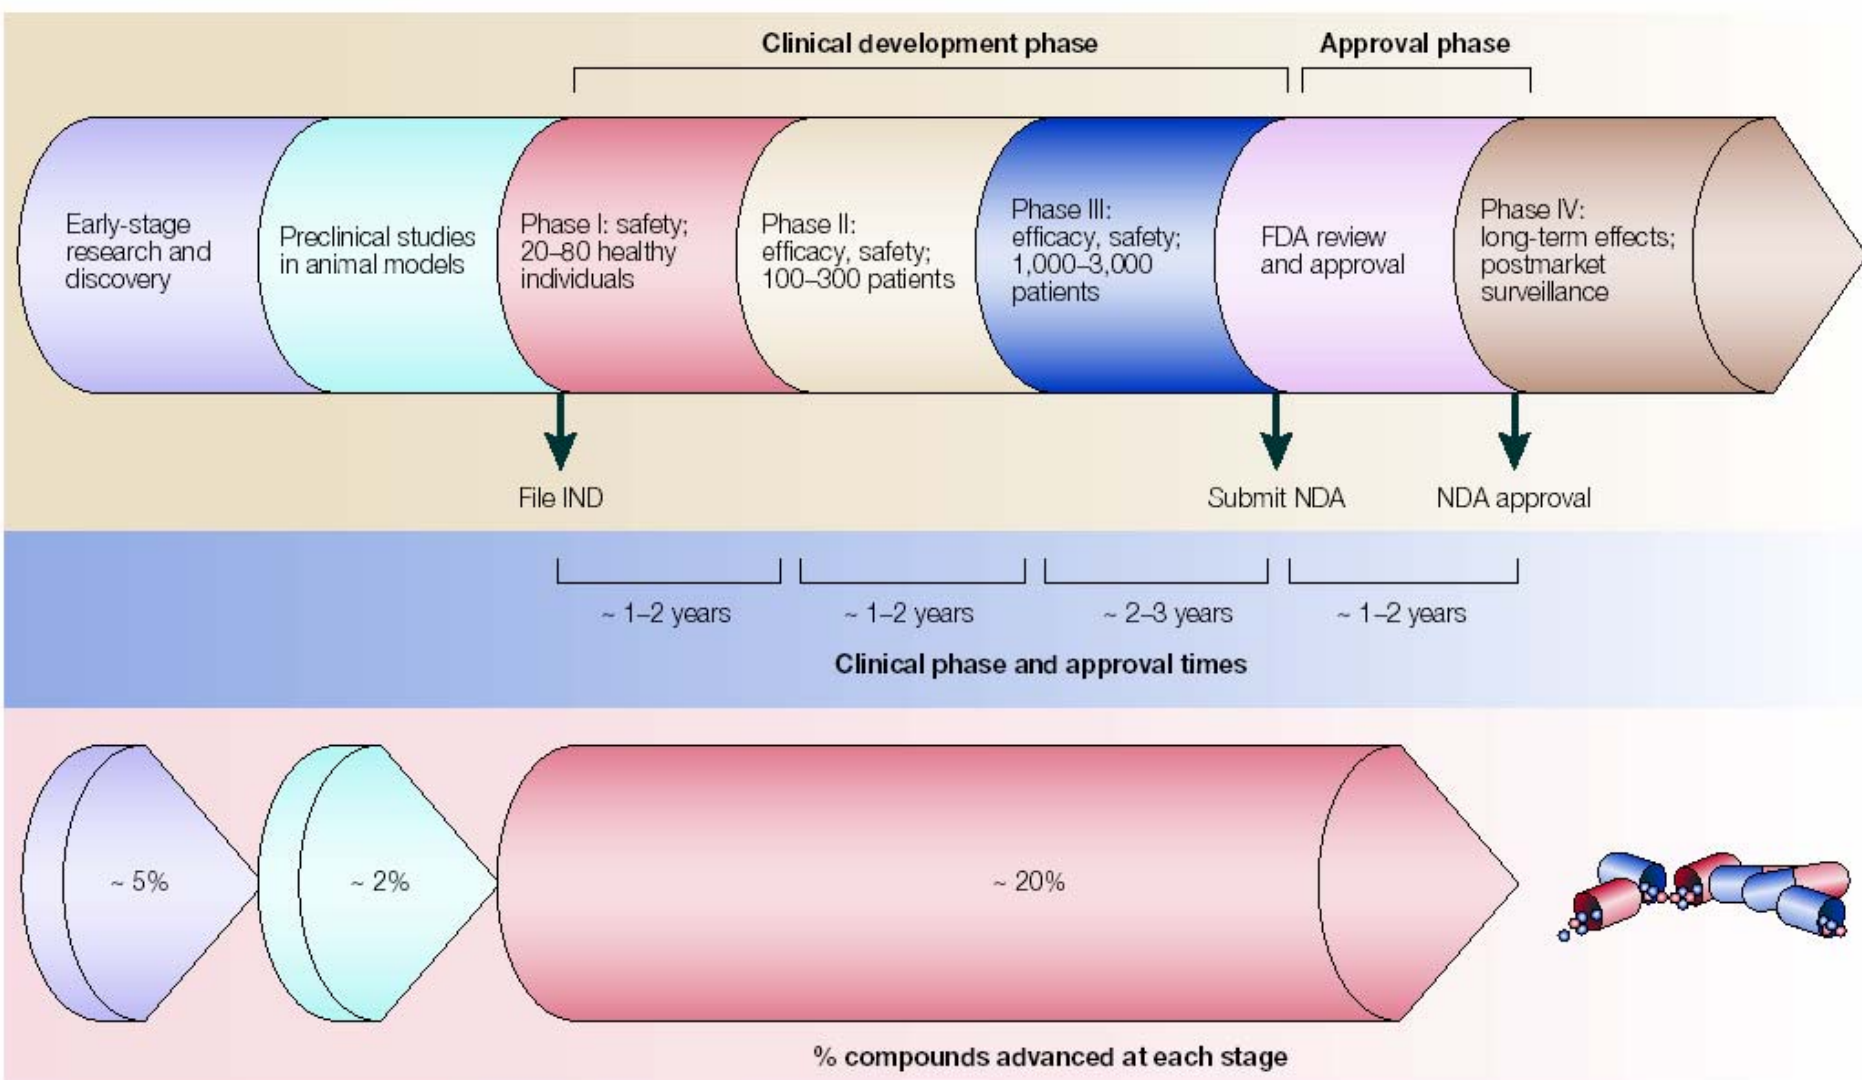 Clinical development phase
Approval phase
Early-stage
research and
discovery
Preclinical studies
in animal models
Phase I: safety;
20–80 healthy
individuals
Phase II:
efficacy, safety;
100–300 patients
Phase III:
efficacy, safety;
1,000–3,000
patients
FDA review
and approval
Phase IV:
long-term effects;
postmarket
surveillance
File IND
Submit NDA
NDA approval
~ 1–2 years
~ 1–2 years
~ 2–3 years
~ 1–2 years
Clinical phase and approval times
~ 5%
~ 2%
~ 20%
% compounds advanced at each stage